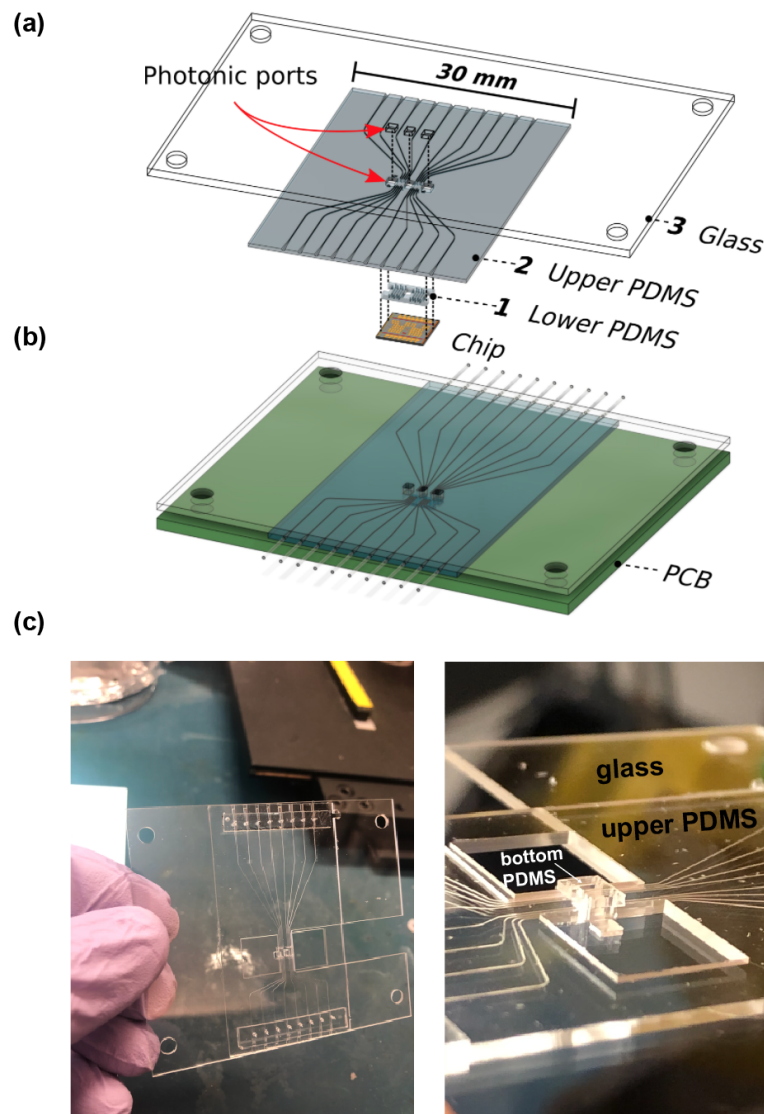 (a)
Photonic ports
30 mm
3 Glass
2 Upper PDMS
1 Lower PDMS
Chip
(b)
PCB
(c)
glass
upper PDMS
bottom
PDMS